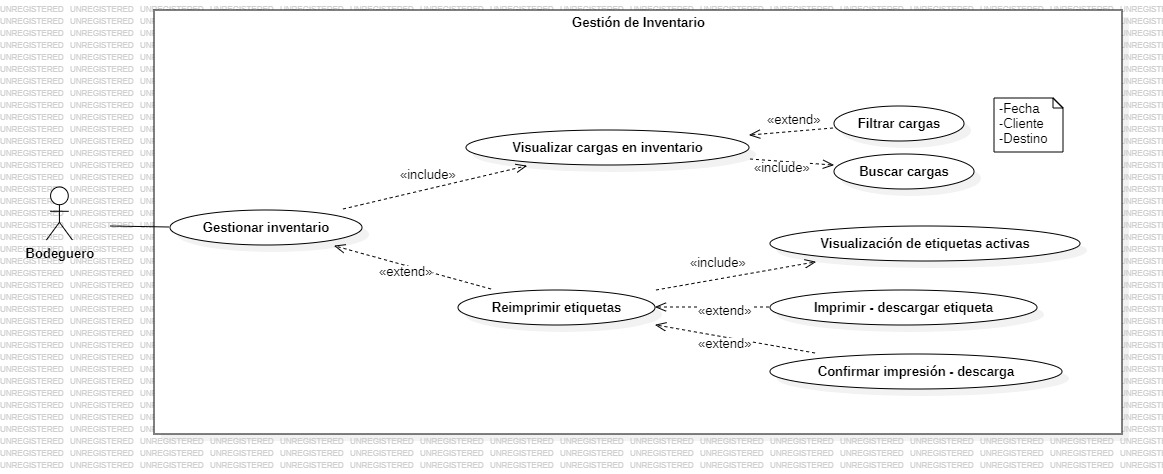 Gestión de Inventario
«extend»
Filtrar cargas
-Fecha
-Cliente
-Destino
Visualizar cargas en inventario
«include»
Buscar cargas
«include»
Gestionar inventario
Bodeguero
«extend»
Visualización de etiquetas activas
«include»
Reimprimir etiquetas
«extend»
Imprimir - descargar etiqueta
«extend»
Confirmar impresión - descarga
UNREGISTERED